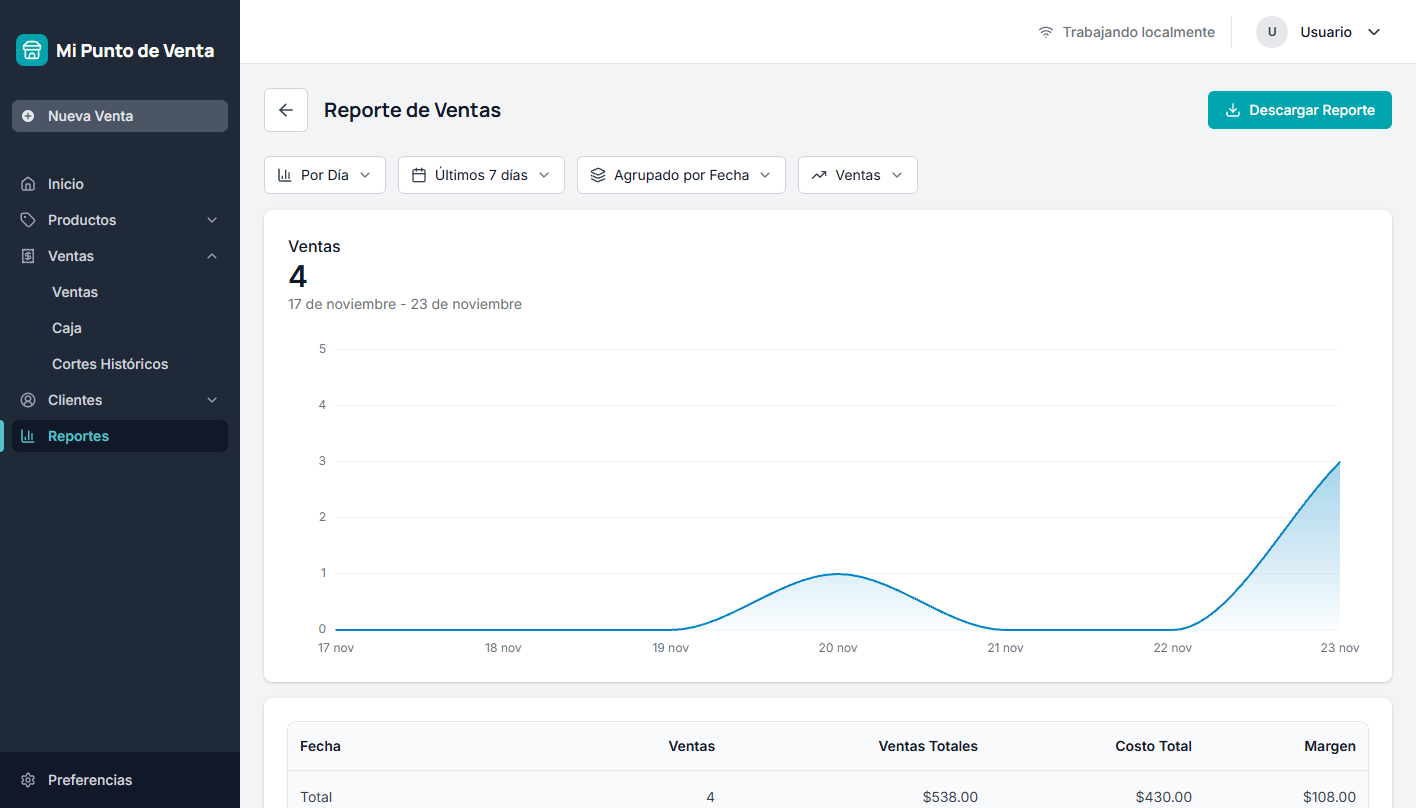 Mi Punto de Venta
Trabajando localmente
U
Usuario
Nueva Venta
Inicio
Productos
Ventas
Ventas
Caja
Cortes Históricos
Clientes
Reportes
Preferencias
Reporte de Ventas
Descargar Reporte
Por Día
Últimos 7 días
Agrupado por Fecha
Ventas
Ventas
4
17 de noviembre - 23 de noviembre
5
4
3
2
1
0
17 nov 18 nov 19 nov 20 nov 21 nov 22 nov 23 nov
Fecha Ventas Ventas Totales Costo Total Margen
Total 4 $538.00 $430.00 $108.00